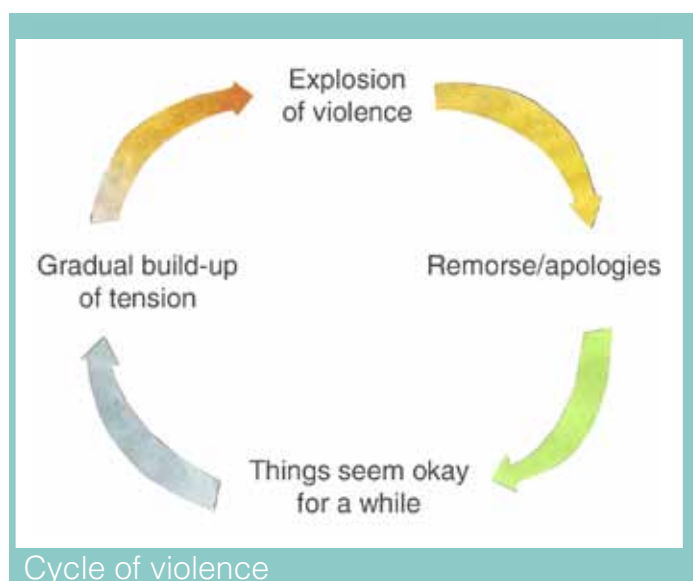 Explosion
of violence
Remorse/apologies
Things seem okay
for a while
Gradual build-up
of tension
Cycle of violence